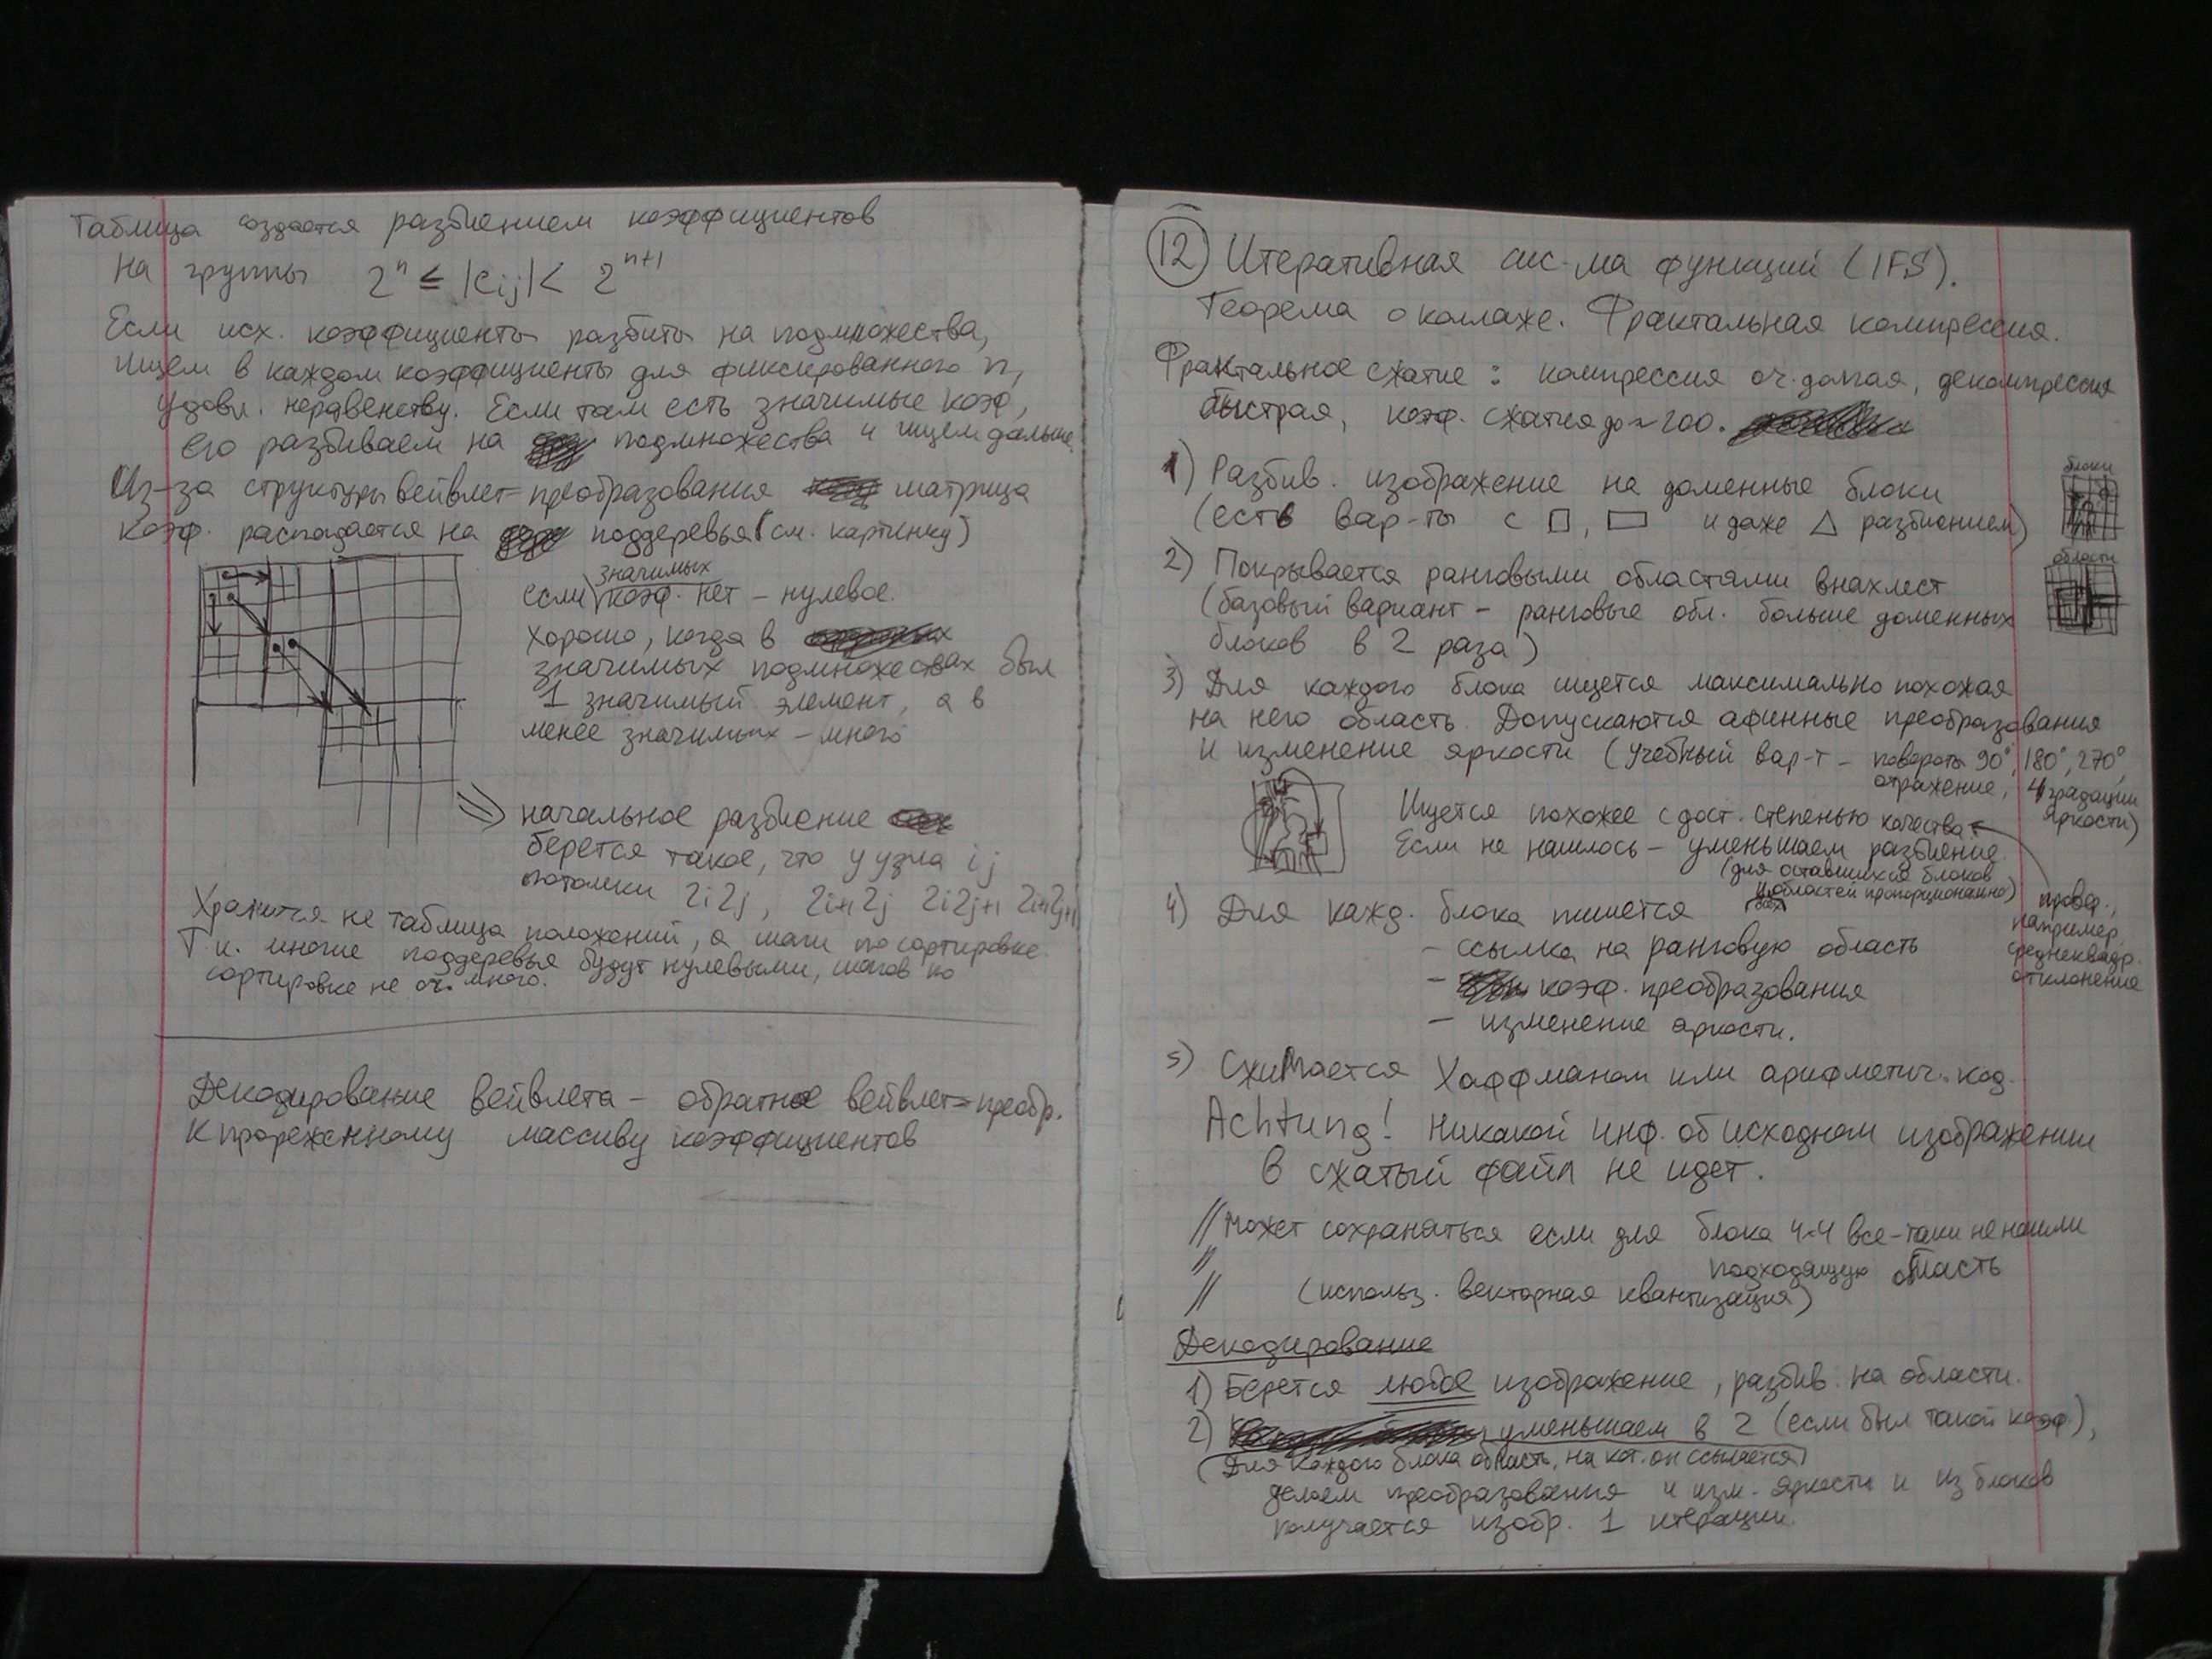 Таблица создается разбиением коэффициентов
на группы 2^n ≤ |c_ij| < 2^{n+1}
Если исх. коэффициенты разбиты на подмножества,
ищем в каждом коэффициенты для фиксированного n,
удовл. неравенству. Если там есть значимые коэф,
его разбиваем на подмножества и ищем дальше
Из-за структуры вейвлет-преобразования матрица
коэф. распадается на поддеревья (см. картинку)
значимых
если коэф. нет – нулевое.
Хорошо, когда в
значимых подмножествах был
1 значимый элемент, а в
менее значимых – много
=> начальное разбиение
берется такое, что у узла ij
потомки 2i2j, 2i+1 2j 2i2j+1 2i+1 2j+1
Хранится не таблица положений, а шаги по сортировке.
Т.к. многие поддеревья будут нулевыми, шагов по
сортировке не оч. много.
Декодирование вейвлета – обратное вейвлет-преобр.
к прореженному массиву коэффициентов
12 Итеративная сис-ма функций (IFS).
Теорема о коллаже. Фрактальная компрессия.
Фрактальное сжатие: компрессия оч. долгая, декомпрессия
быстрая, коэф. сжатия до ~200.
1) Разбив. изображение на доменные блоки
(есть вар-ты с □, ▭ и даже △ разбиением)
блоки
2) Покрывается ранговыми областями внахлест
(базовый вариант – ранговые обл. больше доменных
блоков в 2 раза)
области
3) Для каждого блока ищется максимально похожая
на него область. Допускаются афинные преобразования
и изменение яркости (учебный вар-т – повороты 90°, 180°, 270°,
отражение, 4 градации
яркости)
Ищется похожее с дост. степенью качества
Если не нашлось – уменьшаем разбиение
(для оставшихся блоков
и областей пропорционально)
провер.,
например,
среднеквадр.
отклонение
4) Для кажд. блока пишется
– ссылка на ранговую область
– коэф. преобразования
– изменение яркости.
5) Сжимается Хаффманом или арифметич. код.
Achtung! Никакой инф. об исходном изображении
в сжатый файл не идет.
// Может сохраняться если для блока 4×4 все-таки не нашли
// подходящую область
// (использ. векторная квантизация)
Декодирование
1) Берется любое изображение, разбив. на области.
2) уменьшаем в 2 (если был такой коэф.),
(Для каждого блока область, на кот. он ссылается)
делаем преобразования и изм. яркости и из блоков
получается изобр. 1 итерации.